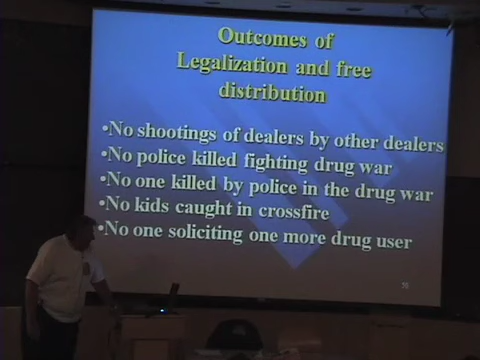 Outcomes of
Legalization and free
distribution
•No shootings of dealers by other dealers
•No police killed fighting drug war
•No one killed by police in the drug war
•No kids caught in crossfire
•No one soliciting one more drug user